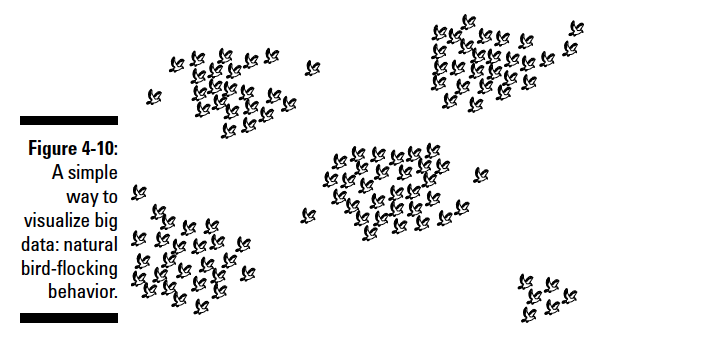 Figure 4-10:
A simple
way to
visualize big
data: natural
bird-flocking
behavior.